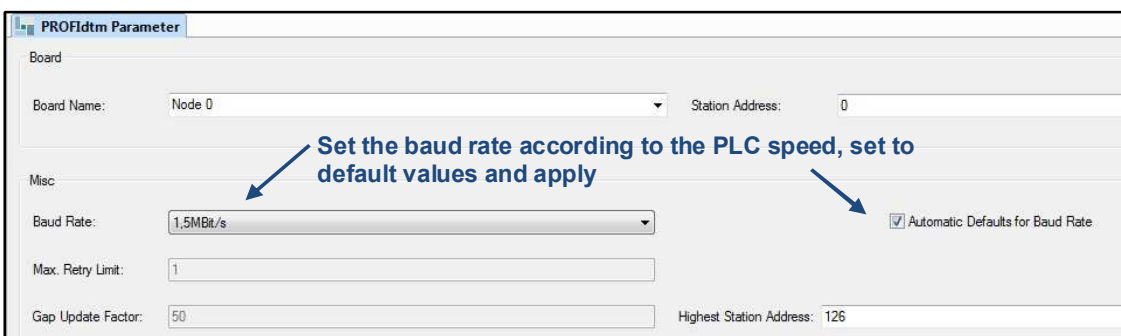 PROFIdtm Parameter
Board
Board Name: Node 0 Station Address: 0
Set the baud rate according to the PLC speed, set to
default values and apply
Misc
Baud Rate: 1,5MBit/s Automatic Defaults for Baud Rate
Max. Retry Limit: 1
Gap Update Factor: 50 Highest Station Address: 126